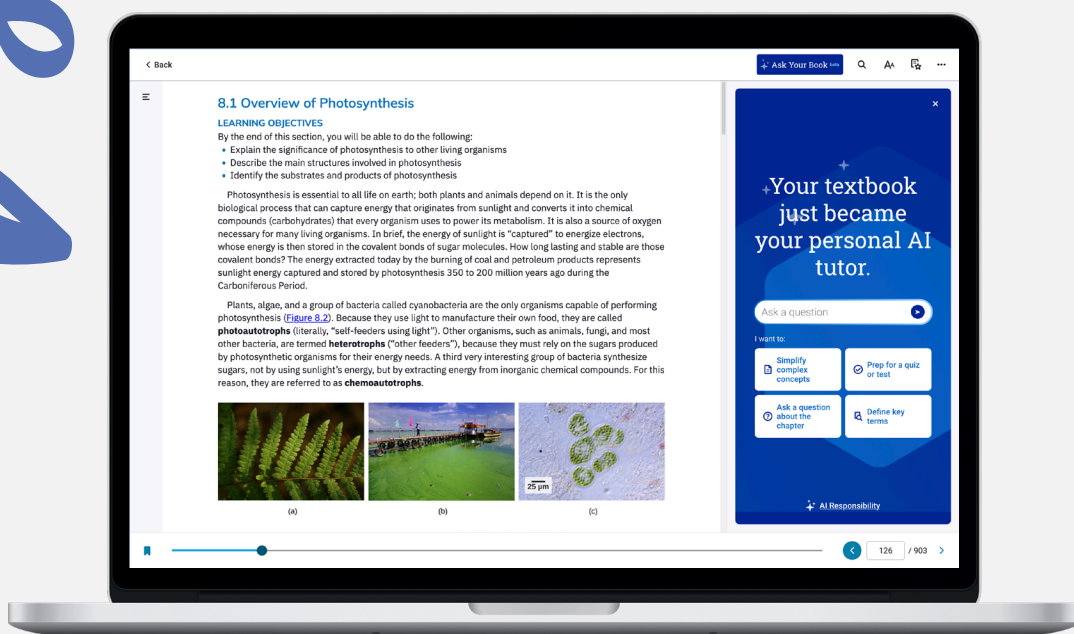 Back
Ask Your Book beta
AA
8.1 Overview of Photosynthesis
LEARNING OBJECTIVES
By the end of this section, you will be able to do the following:
• Explain the significance of photosynthesis to other living organisms
• Describe the main structures involved in photosynthesis
• Identify the substrates and products of photosynthesis
Photosynthesis is essential to all life on earth; both plants and animals depend on it. It is the only
biological process that can capture energy that originates from sunlight and converts it into chemical
compounds (carbohydrates) that every organism uses to power its metabolism. It is also a source of oxygen
necessary for many living organisms. In brief, the energy of sunlight is “captured” to energize electrons,
whose energy is then stored in the covalent bonds of sugar molecules. How long lasting and stable are those
covalent bonds? The energy extracted today by the burning of coal and petroleum products represents
sunlight energy captured and stored by photosynthesis 350 to 200 million years ago during the
Carboniferous Period.
Plants, algae, and a group of bacteria called cyanobacteria are the only organisms capable of performing
photosynthesis (Figure 8.2). Because they use light to manufacture their own food, they are called
photoautotrophs (literally, “self-feeders using light”). Other organisms, such as animals, fungi, and most
other bacteria, are termed heterotrophs (“other feeders”), because they must rely on the sugars produced
by photosynthetic organisms for their energy needs. A third very interesting group of bacteria synthesize
sugars, not by using sunlight’s energy, but by extracting energy from inorganic chemical compounds. For this
reason, they are referred to as chemoautotrophs.
25 µm
(a)
(b)
(c)
Your textbook
just became
your personal AI
tutor.
Ask a question
I want to:
Simplify
complex
concepts
Prep for a quiz
or test
Ask a question
about the
chapter
Define key
terms
AI Responsibility
126 / 903